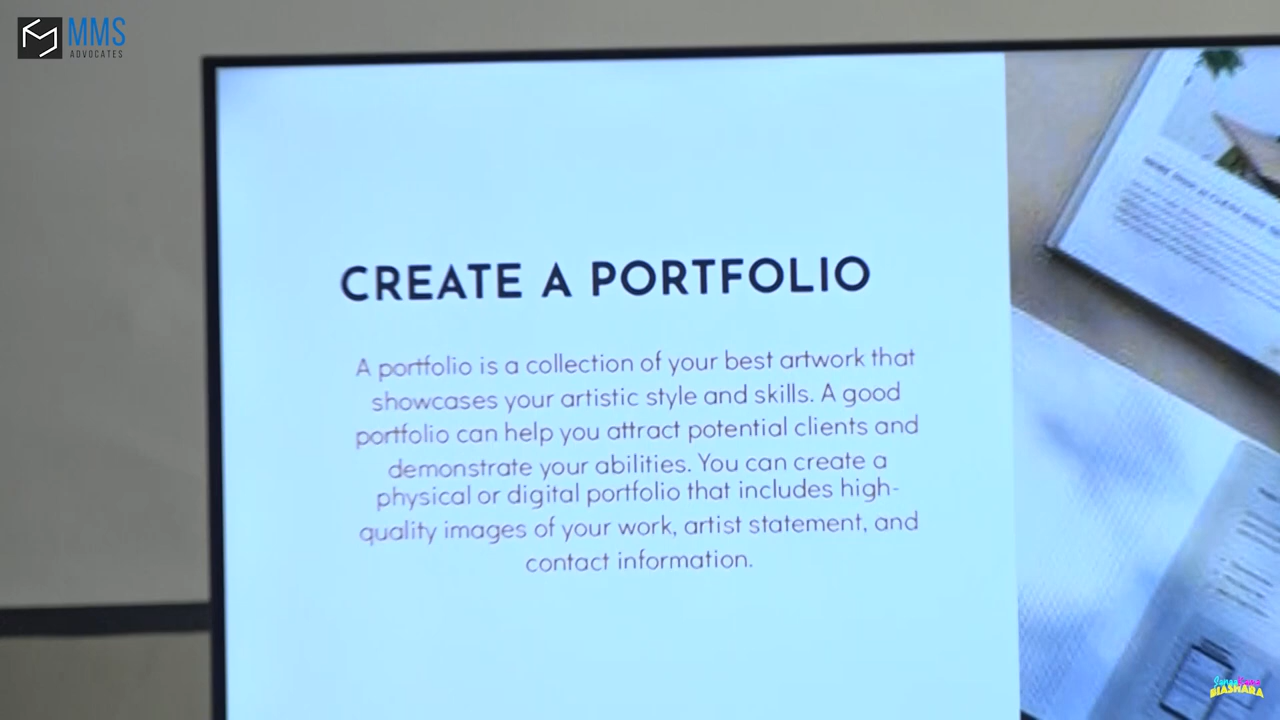 MMS
ADVOCATES
CREATE A PORTFOLIO
A portfolio is a collection of your best artwork that
showcases your artistic style and skills. A good
portfolio can help you attract potential clients and
demonstrate your abilities. You can create a
physical or digital portfolio that includes high-
quality images of your work, artist statement, and
contact information.
BIASHARA